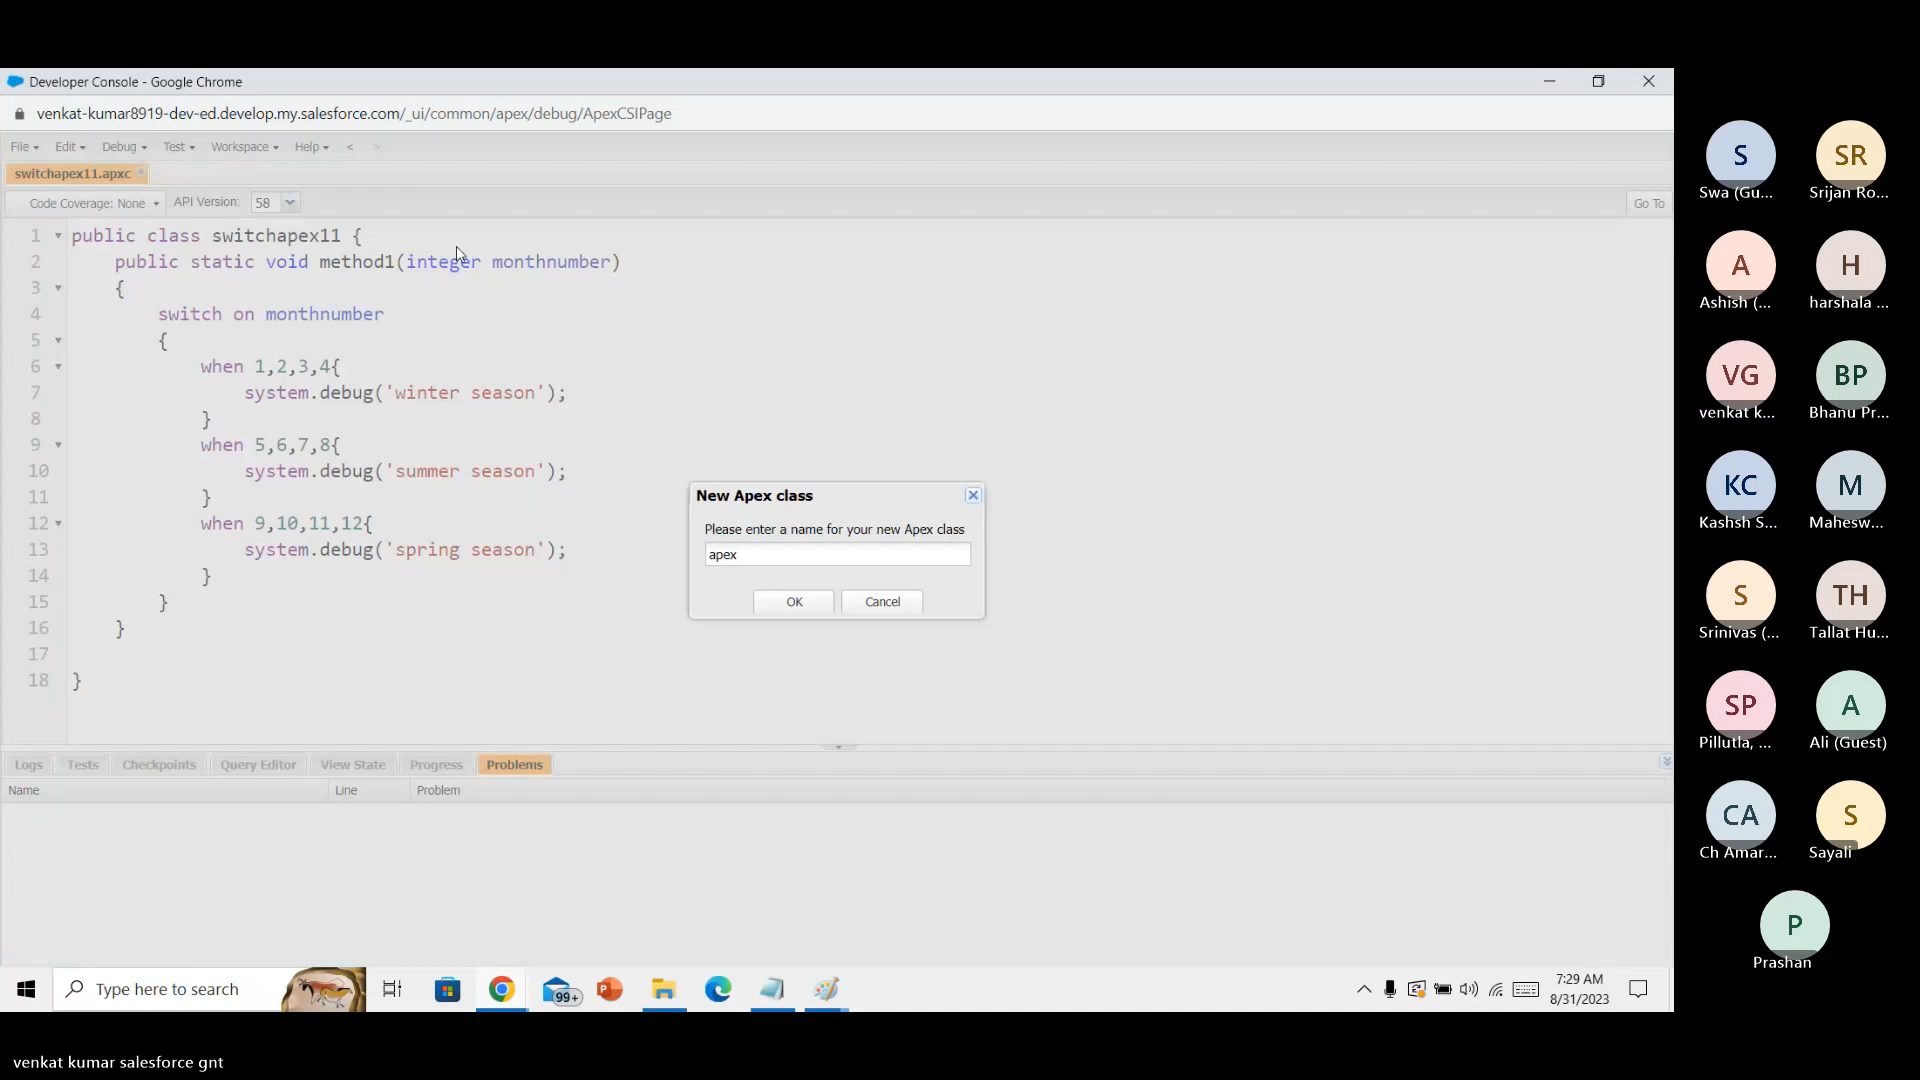 Developer Console - Google Chrome
venkat-kumar8919-dev-ed.develop.my.salesforce.com/_ui/common/apex/debug/ApexCSIPage
File Edit Debug Test Workspace Help < >
switchapex11.apxc
Code Coverage: None API Version: 58 Go To
1 public class switchapex11 {
2 public static void method1(integer monthnumber)
3 {
4 switch on monthnumber
5 {
6 when 1,2,3,4{
7 system.debug('winter season');
8 }
9 when 5,6,7,8{
10 system.debug('summer season');
11 }
12 when 9,10,11,12{
13 system.debug('spring season');
14 }
15 }
16 }
17
18 }
New Apex class
Please enter a name for your new Apex class
apex
OK Cancel
Logs Tests Checkpoints Query Editor View State Progress Problems
Name Line Problem
Type here to search
99+
7:29 AM
8/31/2023
S SR
Swa (Gu... Srijan Ro...
A H
Ashish (... harshala ...
VG BP
venkat k... Bhanu Pr...
KC M
Kashsh S... Mahesw...
S TH
Srinivas (... Tallat Hu...
SP A
Pillutla, ... Ali (Guest)
CA S
Ch Amar... Sayali
P
Prashan
venkat kumar salesforce gnt